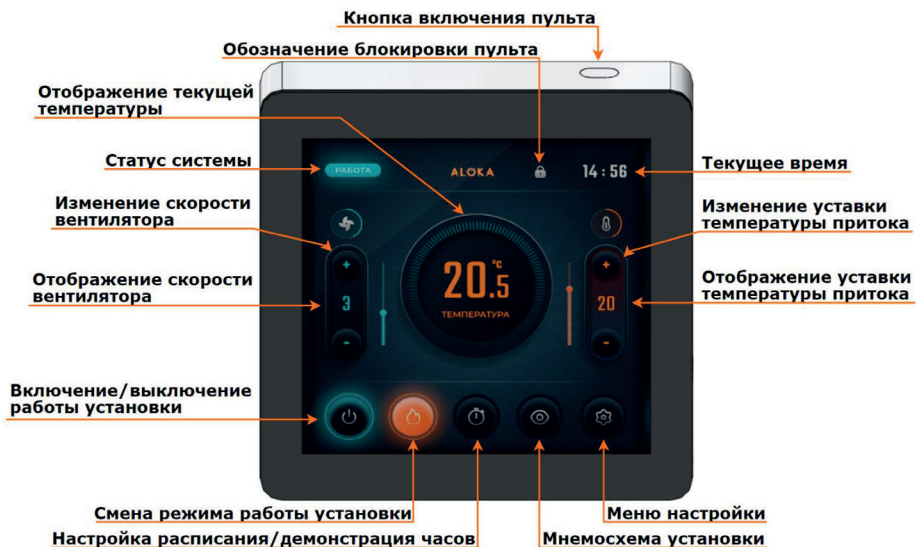 Кнопка включения пульта
Обозначение блокировки пульта
Отображение текущей
температуры
Статус системы
РАБОТА
ALOKA
14 : 56
Текущее время
Изменение скорости
вентилятора
Изменение уставки
температуры притока
+
+
Отображение скорости
вентилятора
3
20.5
°C
ТЕМПЕРАТУРА
20
Отображение уставки
температуры притока
-
-
Включение/выключение
работы установки
Смена режима работы установки
Меню настройки
Настройка расписания/демонстрация часов
Мнемосхема установки